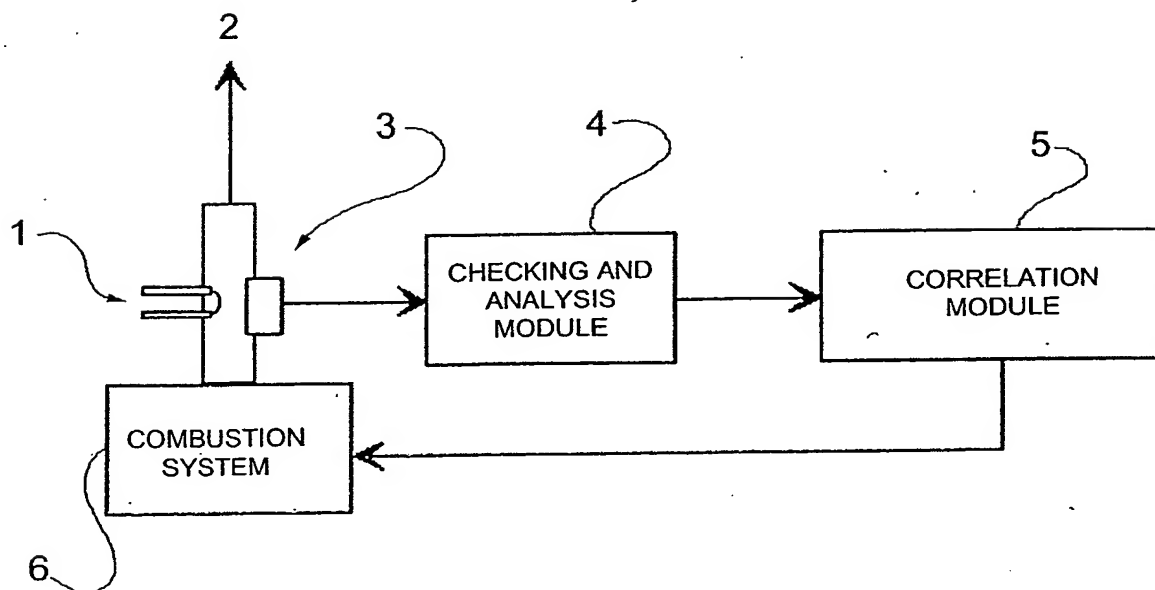 2
3
4
5
1
CHECKING AND
ANALYSIS
MODULE
CORRELATION
MODULE
COMBUSTION
SYSTEM
6